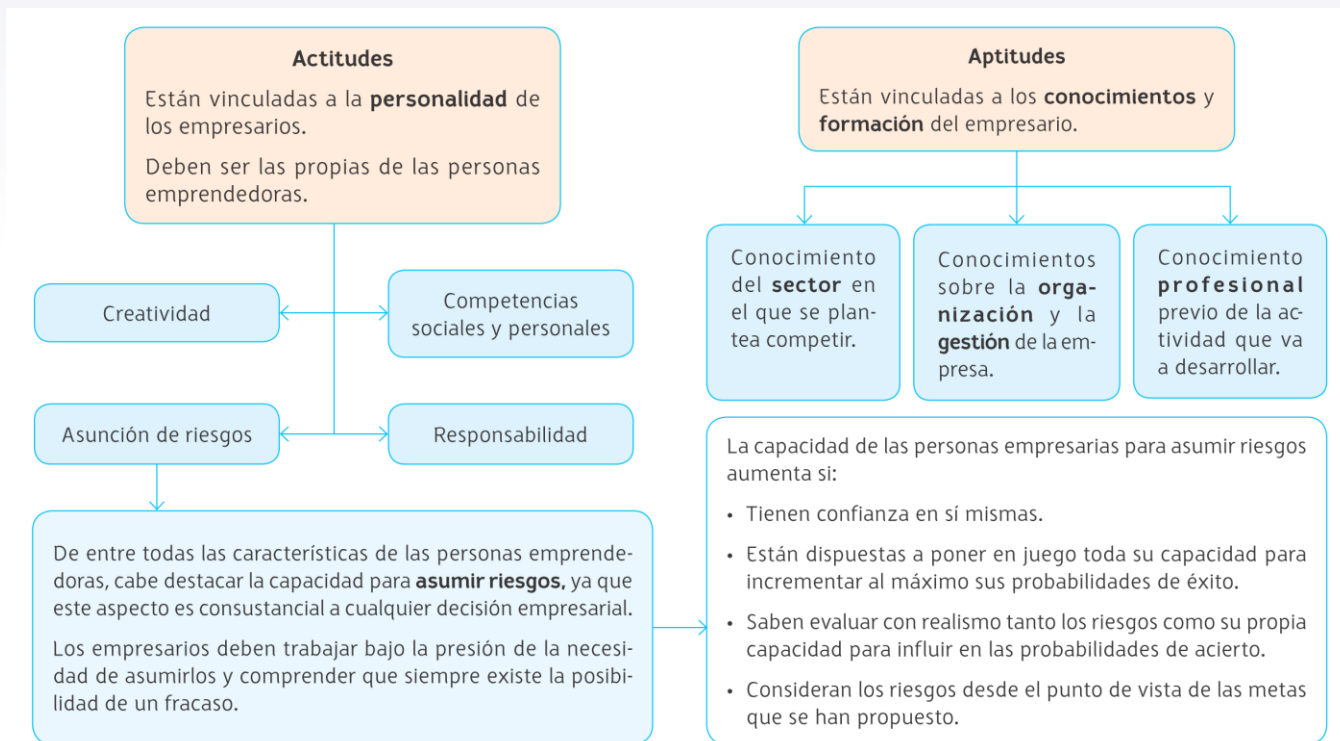 Actitudes
Están vinculadas a la personalidad de
los empresarios.
Deben ser las propias de las personas
emprendedoras.
Creatividad
Competencias
sociales y personales
Asunción de riesgos
Responsabilidad
De entre todas las características de las personas emprende-
doras, cabe destacar la capacidad para asumir riesgos, ya que
este aspecto es consustancial a cualquier decisión empresarial.
Los empresarios deben trabajar bajo la presión de la necesi-
dad de asumirlos y comprender que siempre existe la posibi-
lidad de un fracaso.
Aptitudes
Están vinculadas a los conocimientos y
formación del empresario.
Conocimiento
del sector en
el que se plan-
tea competir.
Conocimientos
sobre la orga-
nización y la
gestión de la em-
presa.
Conocimiento
profesional
previo de la ac-
tividad que va
a desarrollar.
La capacidad de las personas empresarias para asumir riesgos
aumenta si:
• Tienen confianza en sí mismas.
• Están dispuestas a poner en juego toda su capacidad para
incrementar al máximo sus probabilidades de éxito.
• Saben evaluar con realismo tanto los riesgos como su propia
capacidad para influir en las probabilidades de acierto.
• Consideran los riesgos desde el punto de vista de las metas
que se han propuesto.